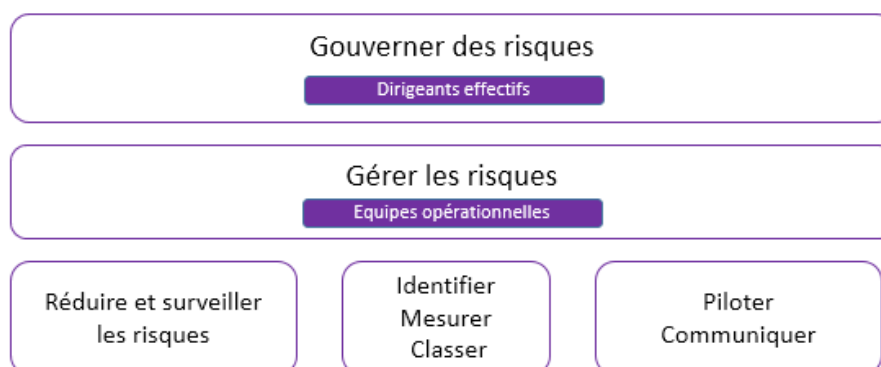 Gouverner des risques
Dirigeants effectifs
Gérer les risques
Equipes opérationnelles
Réduire et surveiller
les risques
Identifier
Mesurer
Classer
Piloter
Communiquer